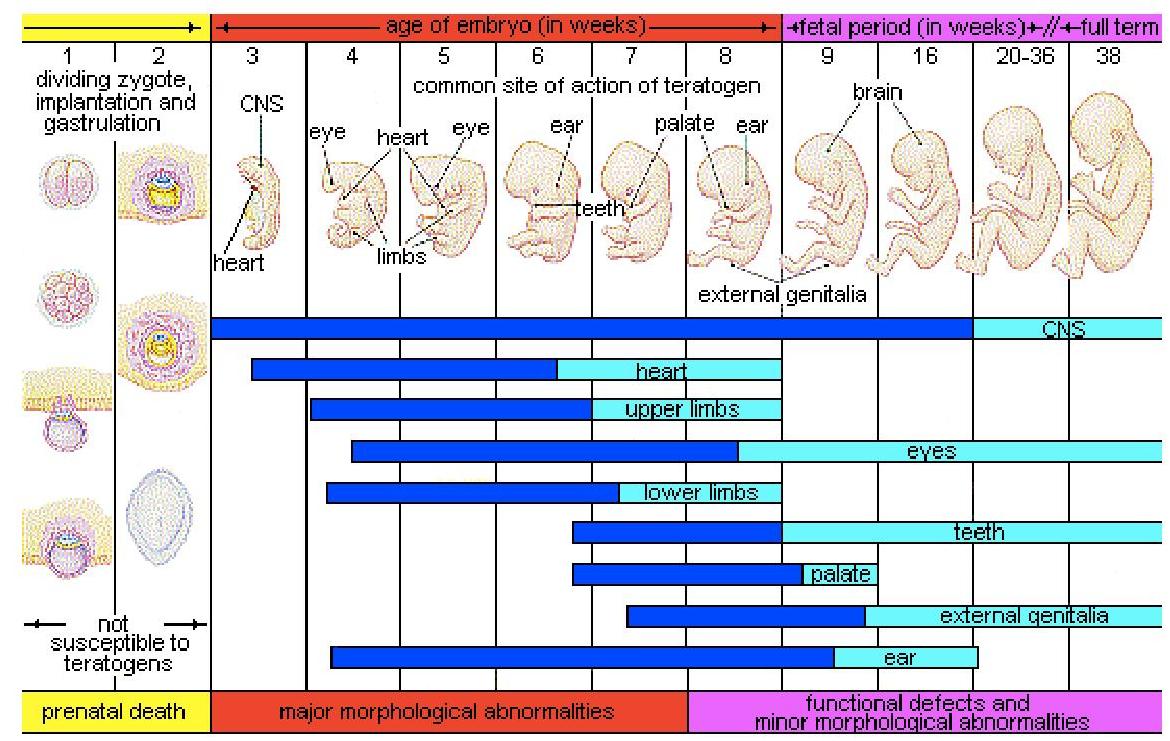 age of embryo (in weeks)
fetal period (in weeks)
full term
1 2 3 4 5 6 7 8 9 16 20-36 38
dividing zygote,
implantation and
gastrulation
common site of action of teratogen
CNS
heart
eye
heart
eye
limbs
ear
teeth
palate
ear
brain
external genitalia
CNS
heart
upper limbs
eyes
lower limbs
teeth
palate
external genitalia
ear
not
susceptible to
teratogens
prenatal death
major morphological abnormalities
functional defects and
minor morphological abnormalities